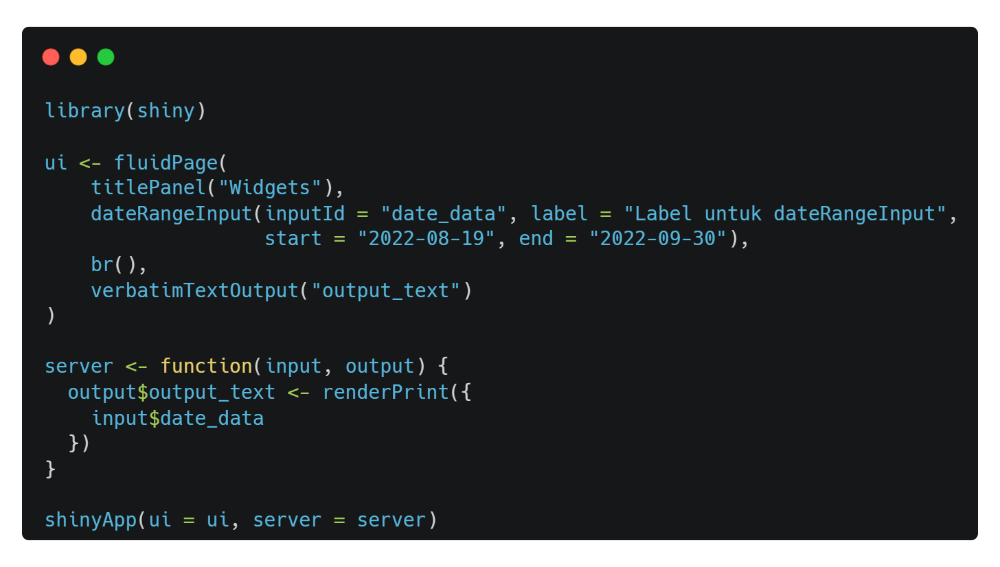 library(shiny)

ui <- fluidPage(
    titlePanel("Widgets"),
    dateRangeInput(inputId = "date_data", label = "Label untuk dateRangeInput",
                   start = "2022-08-19", end = "2022-09-30"),
    br(),
    verbatimTextOutput("output_text")
)

server <- function(input, output) {
  output$output_text <- renderPrint({
    input$date_data
  })
}

shinyApp(ui = ui, server = server)